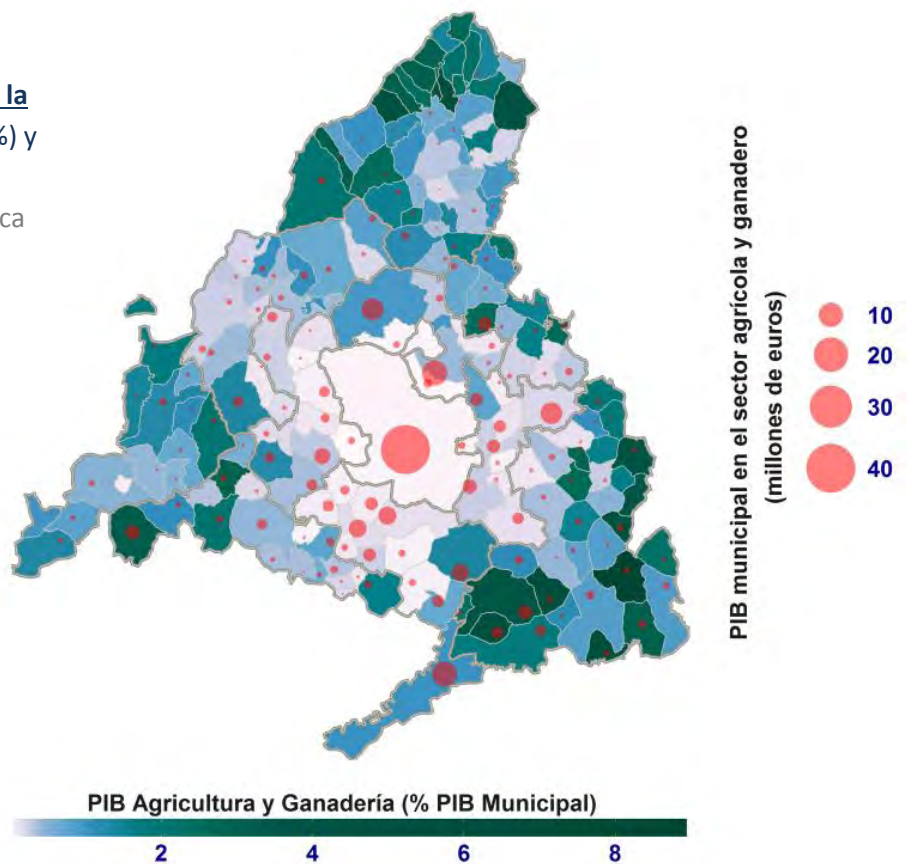 la
%) y
ca
PIB municipal en el sector agrícola y ganadero
(millones de euros)
10
20
30
40
PIB Agricultura y Ganadería (% PIB Municipal)
2 4 6 8